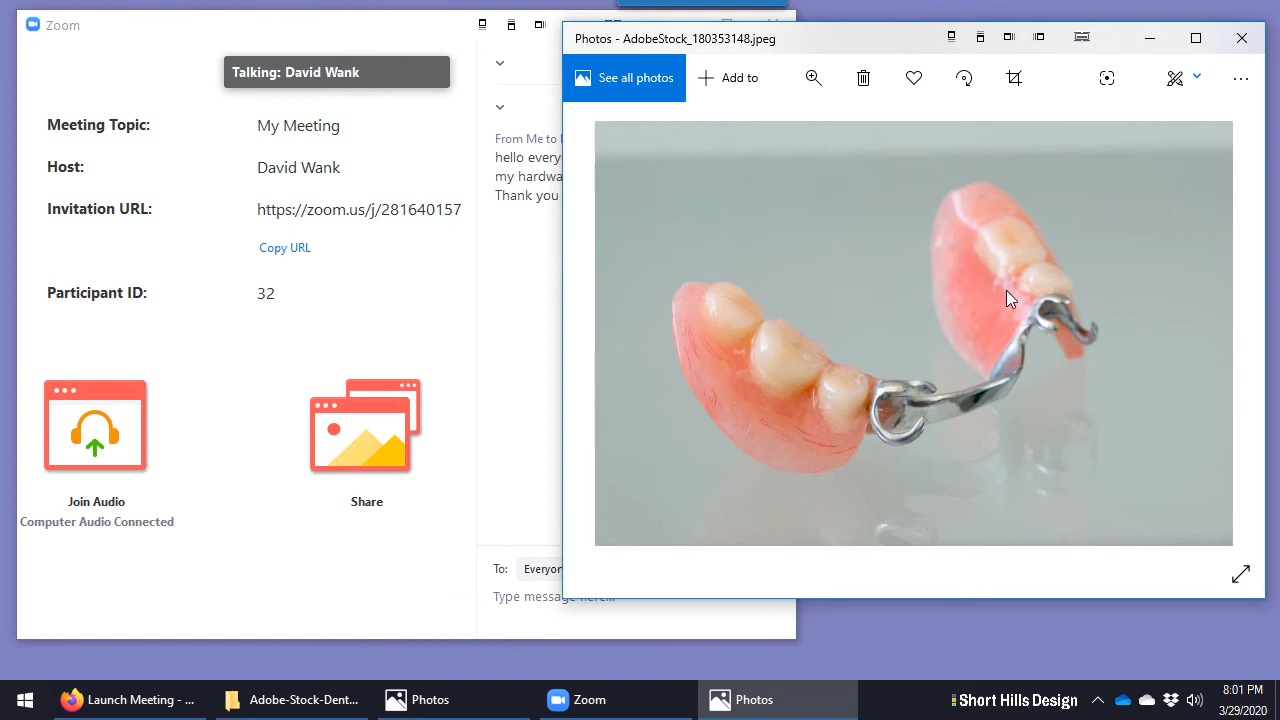 Zoom
Talking: David Wank
Meeting Topic:
My Meeting
Host:
David Wank
Invitation URL:
https://zoom.us/j/281640157
Copy URL
Participant ID:
32
Join Audio
Computer Audio Connected
Share
From Me to
hello every
my hardwa
Thank you
To:
Everyon
Type message here...
Photos - AdobeStock_180353148.jpeg
See all photos
Add to
Launch Meeting - ...
Adobe-Stock-Dent...
Photos
Zoom
Photos
Short Hills Design
8:01 PM
3/29/2020